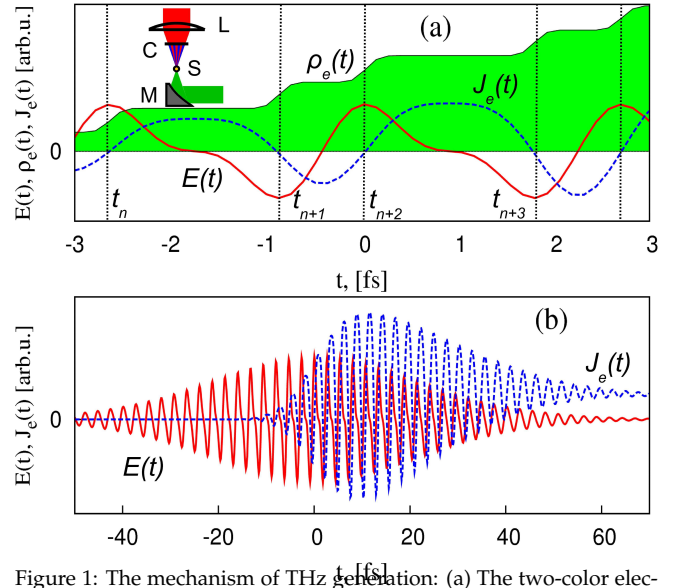 (a)
L
C
S
M
ρe(t)
Je(t)
E(t)
tn
tn+1
tn+2
tn+3
E(t), ρe(t), Je(t) [arb.u.]
0
-3 -2 -1 0 1 2 3
t, [fs]
(b)
Je(t)
E(t)
E(t), Je(t) [arb.u.]
0
-40 -20 0 20 40 60
t, [fs]
Figure 1: The mechanism of THz generation: (a) The two-color elec-